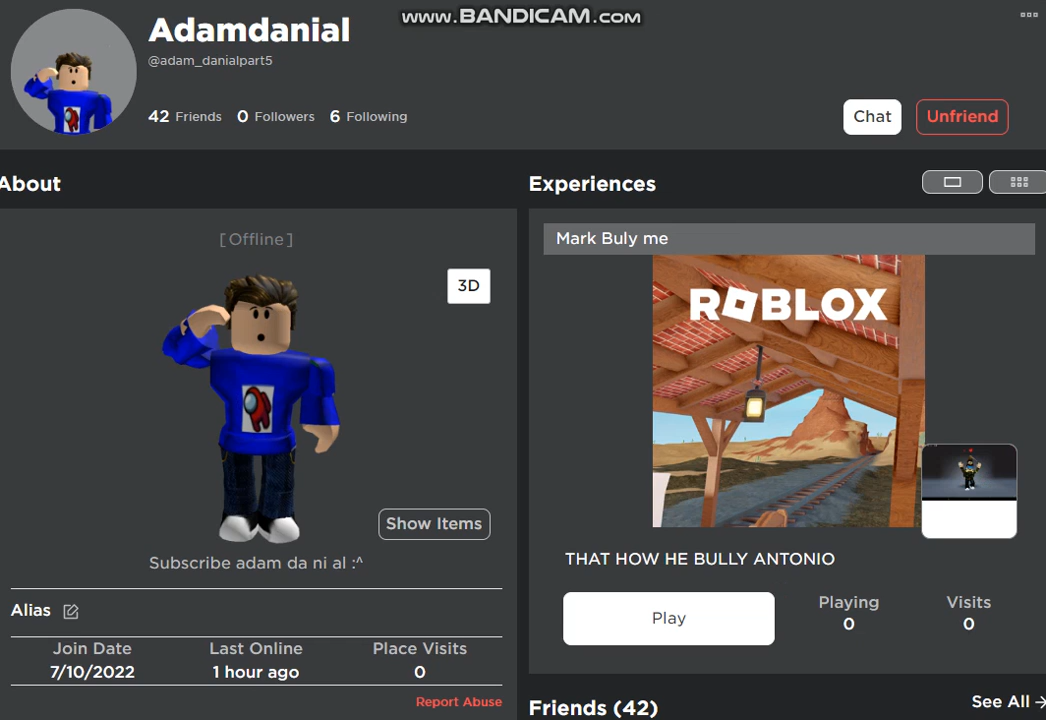 www.BANDICAM.com
Adamdanial
@adam_danialpart5
42 Friends 0 Followers 6 Following
Chat
Unfriend
About
[ Offline ]
3D
Show Items
Subscribe adam da ni al :^
Alias
Join Date Last Online Place Visits
7/10/2022 1 hour ago 0
Report Abuse
Experiences
Mark Buly me
ROBLOX
THAT HOW HE BULLY ANTONIO
Play
Playing Visits
0 0
Friends (42)
See All →